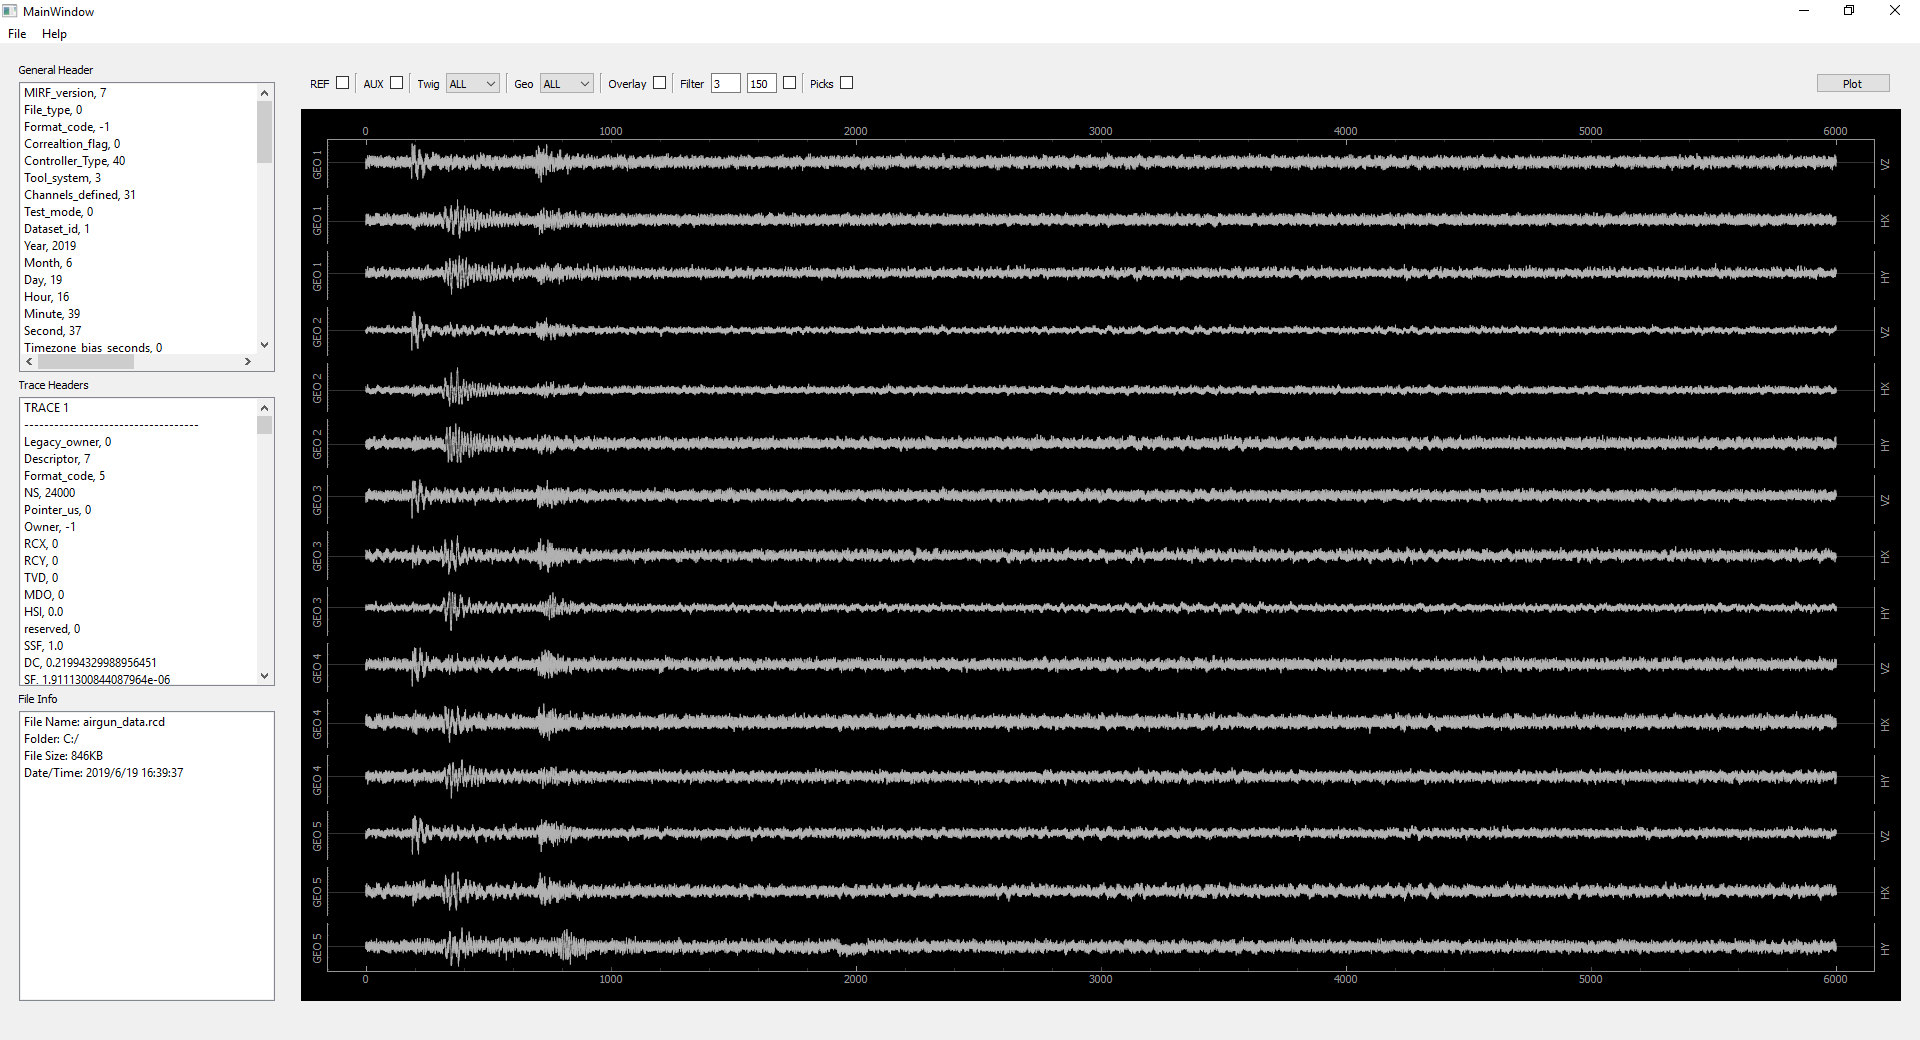 MainWindow
File Help
General Header
MIRF_version, 7
File_type, 0
Format_code, -1
Correaltion_flag, 0
Controller_Type, 40
Tool_system, 3
Channels_defined, 31
Test_mode, 0
Dataset_id, 1
Year, 2019
Month, 6
Day, 19
Hour, 16
Minute, 39
Second, 37
Timezone_bias_seconds, 0
Trace Headers
TRACE 1
-----------------------------------
Legacy_owner, 0
Descriptor, 7
Format_code, 5
NS, 24000
Pointer_us, 0
Owner, -1
RCX, 0
RCY, 0
TVD, 0
MDO, 0
HSI, 0.0
reserved, 0
SSF, 1.0
DC, 0.21994329988956451
SF, 1.9111300844087964e-06
File Info
File Name: airgun_data.rcd
Folder: C:/
File Size: 846KB
Date/Time: 2019/6/19 16:39:37
REF AUX Twig ALL Geo ALL Overlay Filter 3 150 Picks Plot
0 1000 2000 3000 4000 5000 6000
GEO 1 VZ
GEO 1 HX
GEO 1 HY
GEO 2 VZ
GEO 2 HX
GEO 2 HY
GEO 3 VZ
GEO 3 HX
GEO 3 HY
GEO 4 VZ
GEO 4 HX
GEO 4 HY
GEO 5 VZ
GEO 5 HX
GEO 5 HY
0 1000 2000 3000 4000 5000 6000